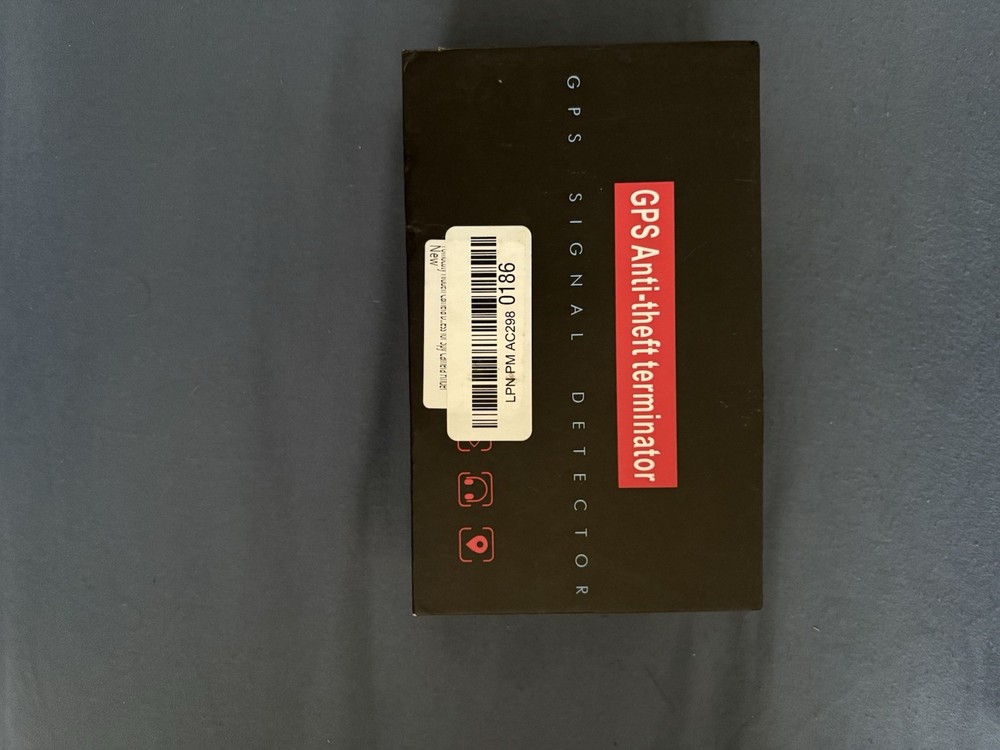 GPS Anti-theft terminator
GPS SIGNAL DETECTOR
LPN PM AC298 0186
New